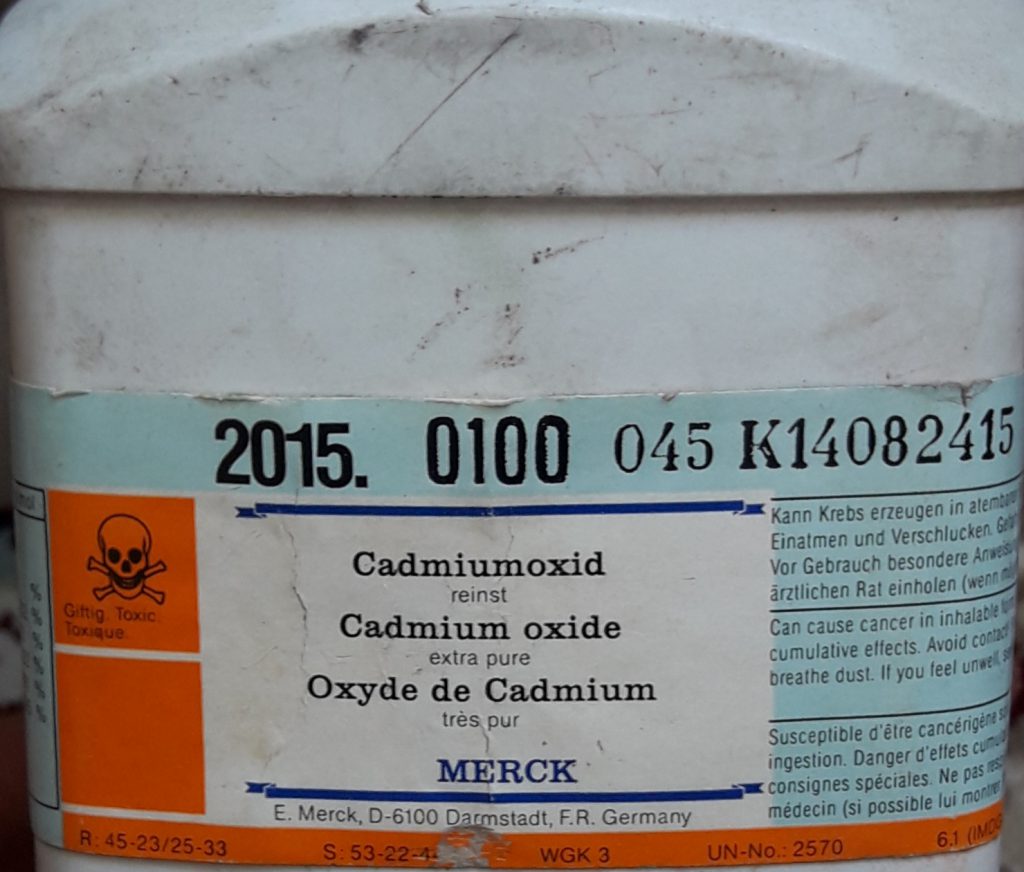 2015. 0100 045 K14082415
%
%
%
%
%
%
Giftig. Toxic.
Toxique.
Cadmiumoxid
reinst
Cadmium oxide
extra pure
Oxyde de Cadmium
très pur
MERCK
E. Merck, D-6100 Darmstadt, F.R. Germany
Kann Krebs erzeugen in
Einatmen und Verschlucken.
Vor Gebrauch besondere
ärztlichen Rat einholen (wenn
Can cause cancer in inhalable
cumulative effects. Avoid
breathe dust. If you feel unwell,
Susceptible d'être cancérigène
ingestion. Danger d'effets
consignes spéciales. Ne pas
médecin (si possible lui
R: 45-23/25-33 S: 53-22- WGK 3 UN-No.: 2570 6.1